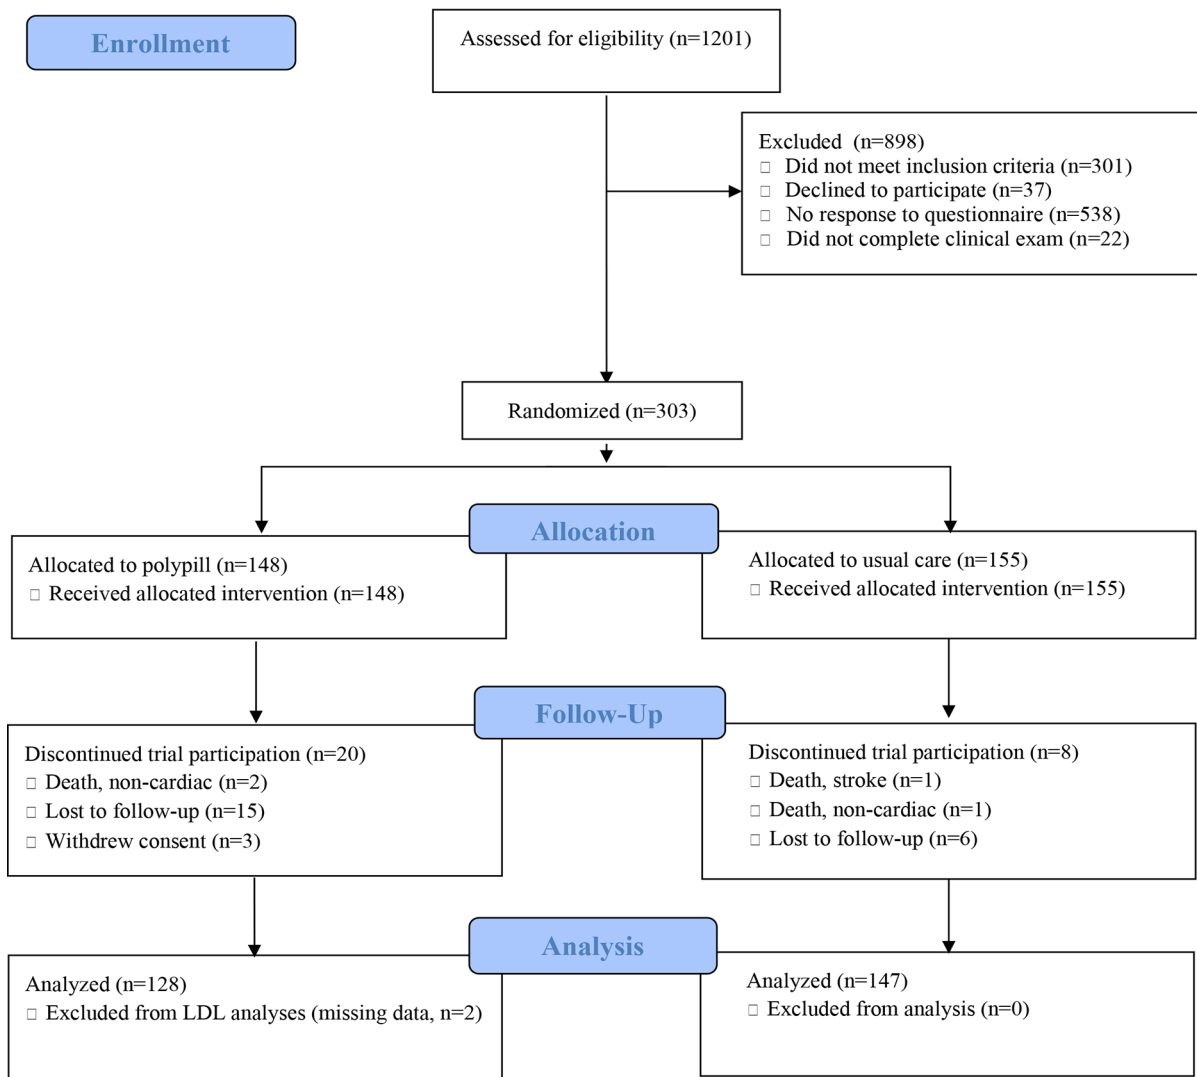 Enrollment
Assessed for eligibility (n=1201)
Excluded (n=898)
Did not meet inclusion criteria (n=301)
Declined to participate (n=37)
No response to questionnaire (n=538)
Did not complete clinical exam (n=22)
Randomized (n=303)
Allocation
Allocated to polypill (n=148)
Received allocated intervention (n=148)
Allocated to usual care (n=155)
Received allocated intervention (n=155)
Follow-Up
Discontinued trial participation (n=20)
Death, non-cardiac (n=2)
Lost to follow-up (n=15)
Withdrew consent (n=3)
Discontinued trial participation (n=8)
Death, stroke (n=1)
Death, non-cardiac (n=1)
Lost to follow-up (n=6)
Analysis
Analyzed (n=128)
Excluded from LDL analyses (missing data, n=2)
Analyzed (n=147)
Excluded from analysis (n=0)